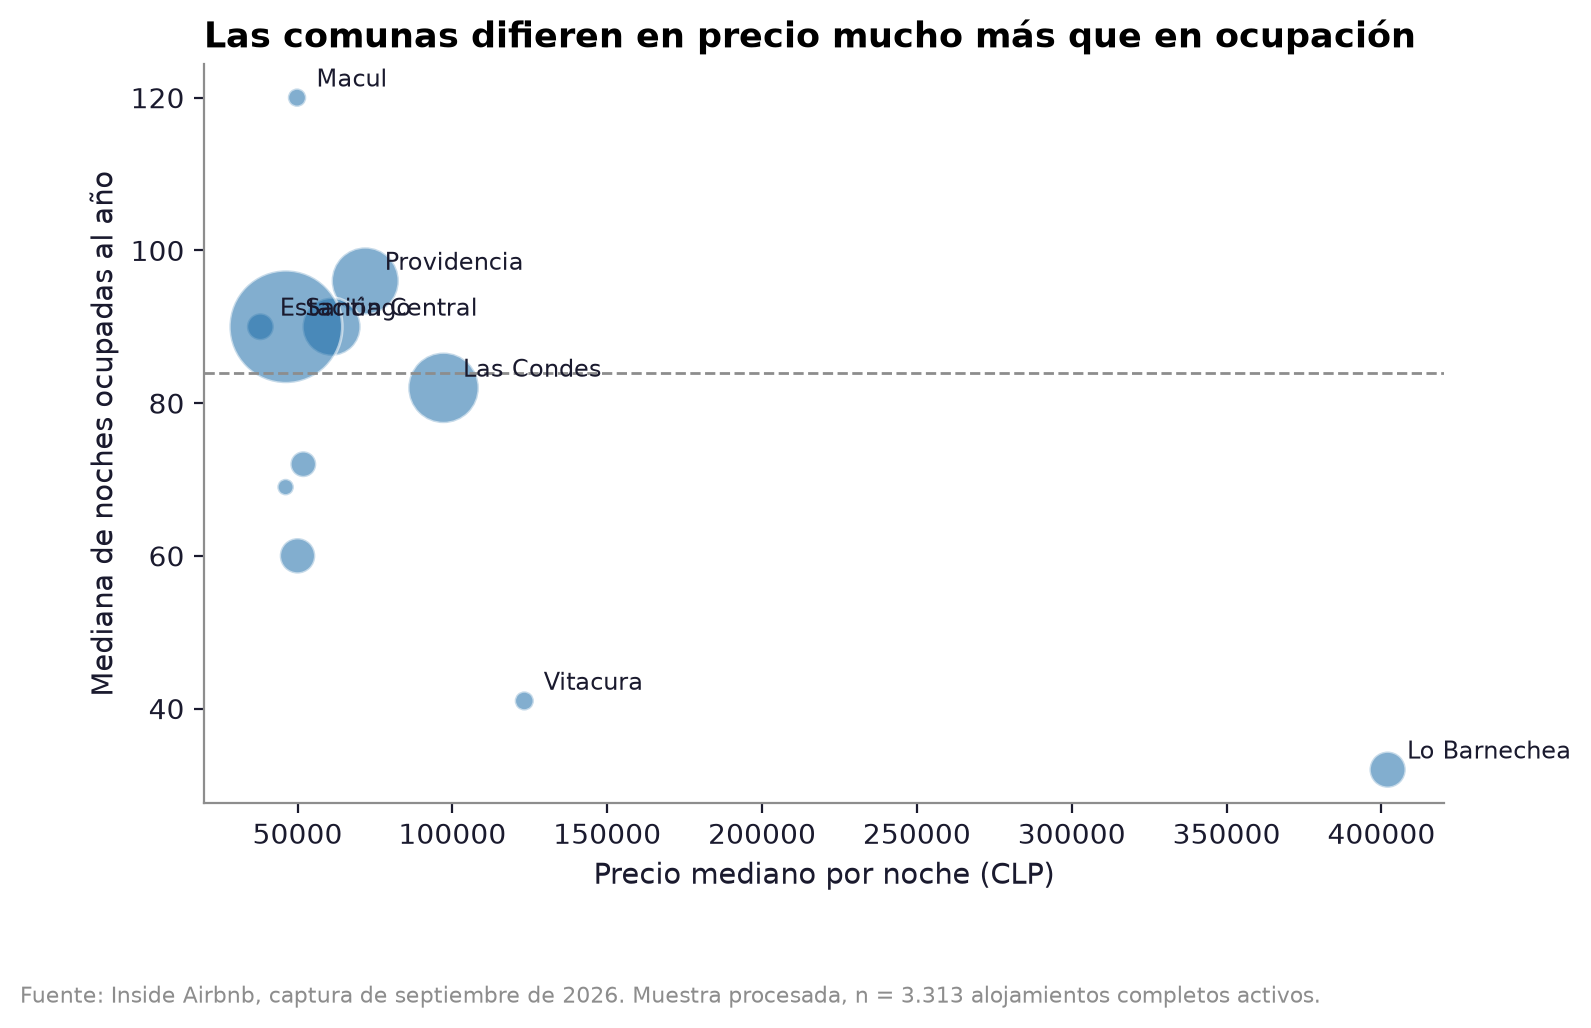 Las comunas difieren en precio mucho más que en ocupación
Mediana de noches ocupadas al año
120
100
80
60
40
Macul
Providencia
Estación Central
Santiago
Las Condes
Vitacura
Lo Barnechea
50000
100000
150000
200000
250000
300000
350000
400000
Precio mediano por noche (CLP)
Fuente: Inside Airbnb, captura de septiembre de 2026. Muestra procesada, n = 3.313 alojamientos completos activos.